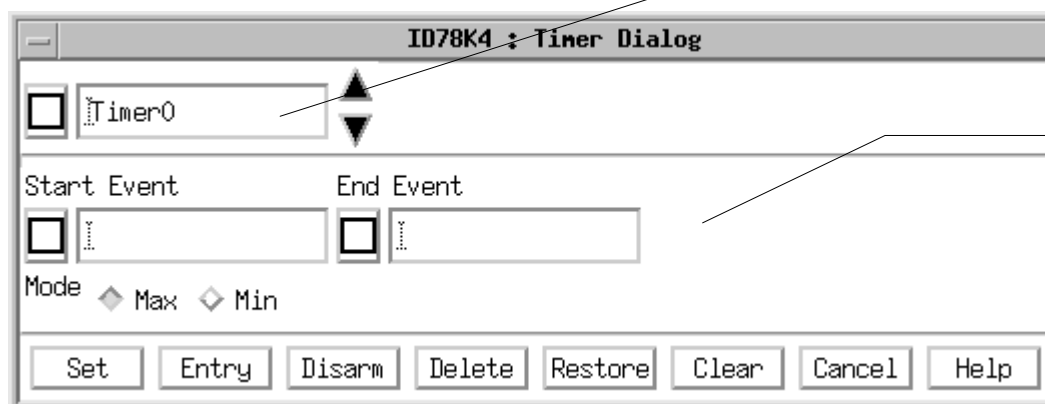 ID78K4 : Timer Dialog
Timer0
Start Event End Event
Mode Max Min
Set Entry Disarm Delete Restore Clear Cancel Help